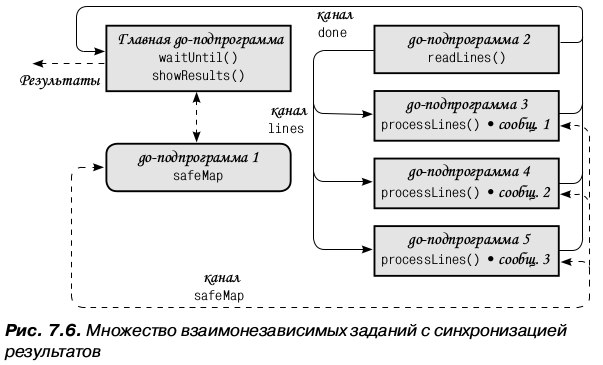 канал
done
Главная go-подпрограмма
waitUntil()
showResults()
Результаты
go-подпрограмма 2
readLines()
канал
lines
go-подпрограмма 3
processLines() • сообщ. 1
go-подпрограмма 1
safeMap
go-подпрограмма 4
processLines() • сообщ. 2
go-подпрограмма 5
processLines() • сообщ. 3
канал
safeMap
Рис. 7.6. Множество взаимонезависимых заданий с синхронизацией
результатов